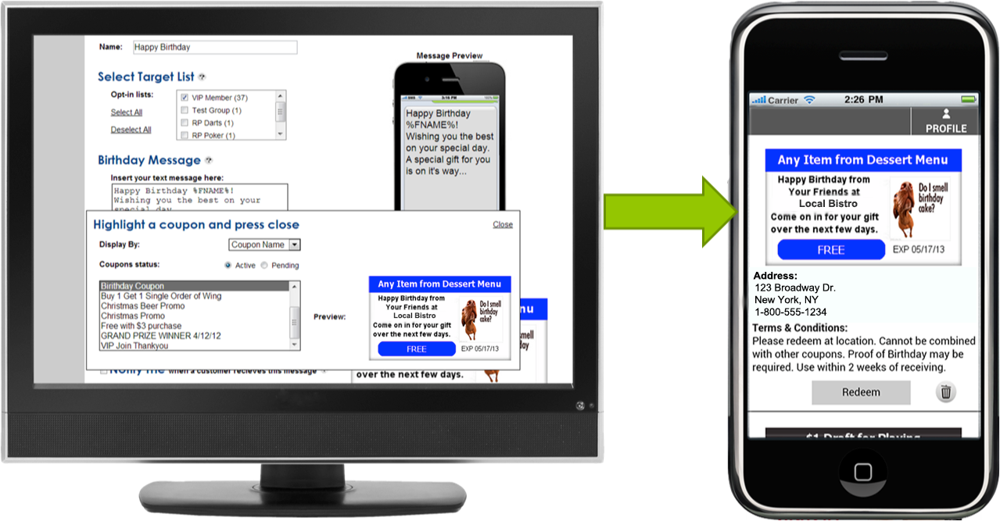 Name: Happy Birthday
Select Target List ?
Opt-in lists:
Select All
Deselect All
VIP Member (37)
Test Group (1)
RP Darts (1)
RP Poker (1)
Birthday Message ?
Insert your text message here:
Happy Birthday %FNAME%!
Wishing you the best on your
special day.
Message Preview
Happy Birthday
%FNAME%!
Wishing you the best
on your special day.
A special gift for you
is on it's way...
Highlight a coupon and press close
Close
Display By: Coupon Name
Coupons status: Active Pending
Birithday Coupon
Buy 1 Get 1 Single Order of Wing
Christmas Beer Promo
Christmas Promo
Free with $3 purchase
GRAND PRIZE WINNER 4/12/12
VIP Join Thankyou
Preview:
Any Item from Dessert Menu
Happy Birthday from
Your Friends at
Local Bistro
Come on in for your gift
over the next few days.
Do I smell
birthday
cake?
FREE
EXP 05/17/13
nu
mell
day
Notify me when a customer recieves this message
over the next few days.
Carrier 2:26 PM
PROFILE
Any Item from Dessert Menu
Happy Birthday from
Your Friends at
Local Bistro
Come on in for your gift
over the next few days.
Do I smell
birthday
cake?
FREE
EXP 05/17/13
Address:
123 Broadway Dr.
New York, NY
1-800-555-1234
Terms & Conditions:
Please redeem at location. Cannot be combined
with other coupons. Proof of Birthday may be
required. Use within 2 weeks of receiving.
Redeem
$1 Draft for Playing